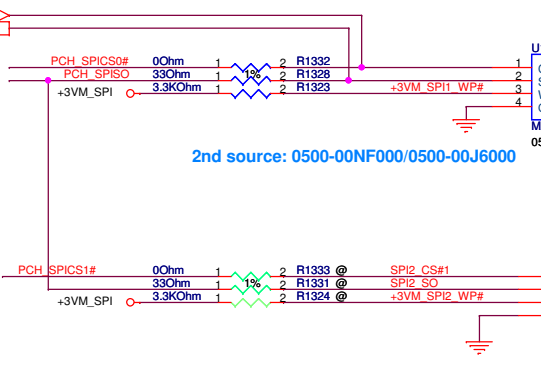 U
PCH_SPICS0# 0Ohm 1 2 R1332 1
PCH_SPISO 33Ohm 1 1% 2 R1328 2
+3VM_SPI 3.3KOhm 1 2 R1323 +3VM_SPI1_WP# 3
4
M
2nd source: 0500-00NF000/0500-00J6000
PCH_SPICS1# 0Ohm 1 2 R1333 @ SPI2_CS#1
33Ohm 1 1% 2 R1331 @ SPI2_SO
+3VM_SPI 3.3KOhm 1 2 R1324 @ +3VM_SPI2_WP#